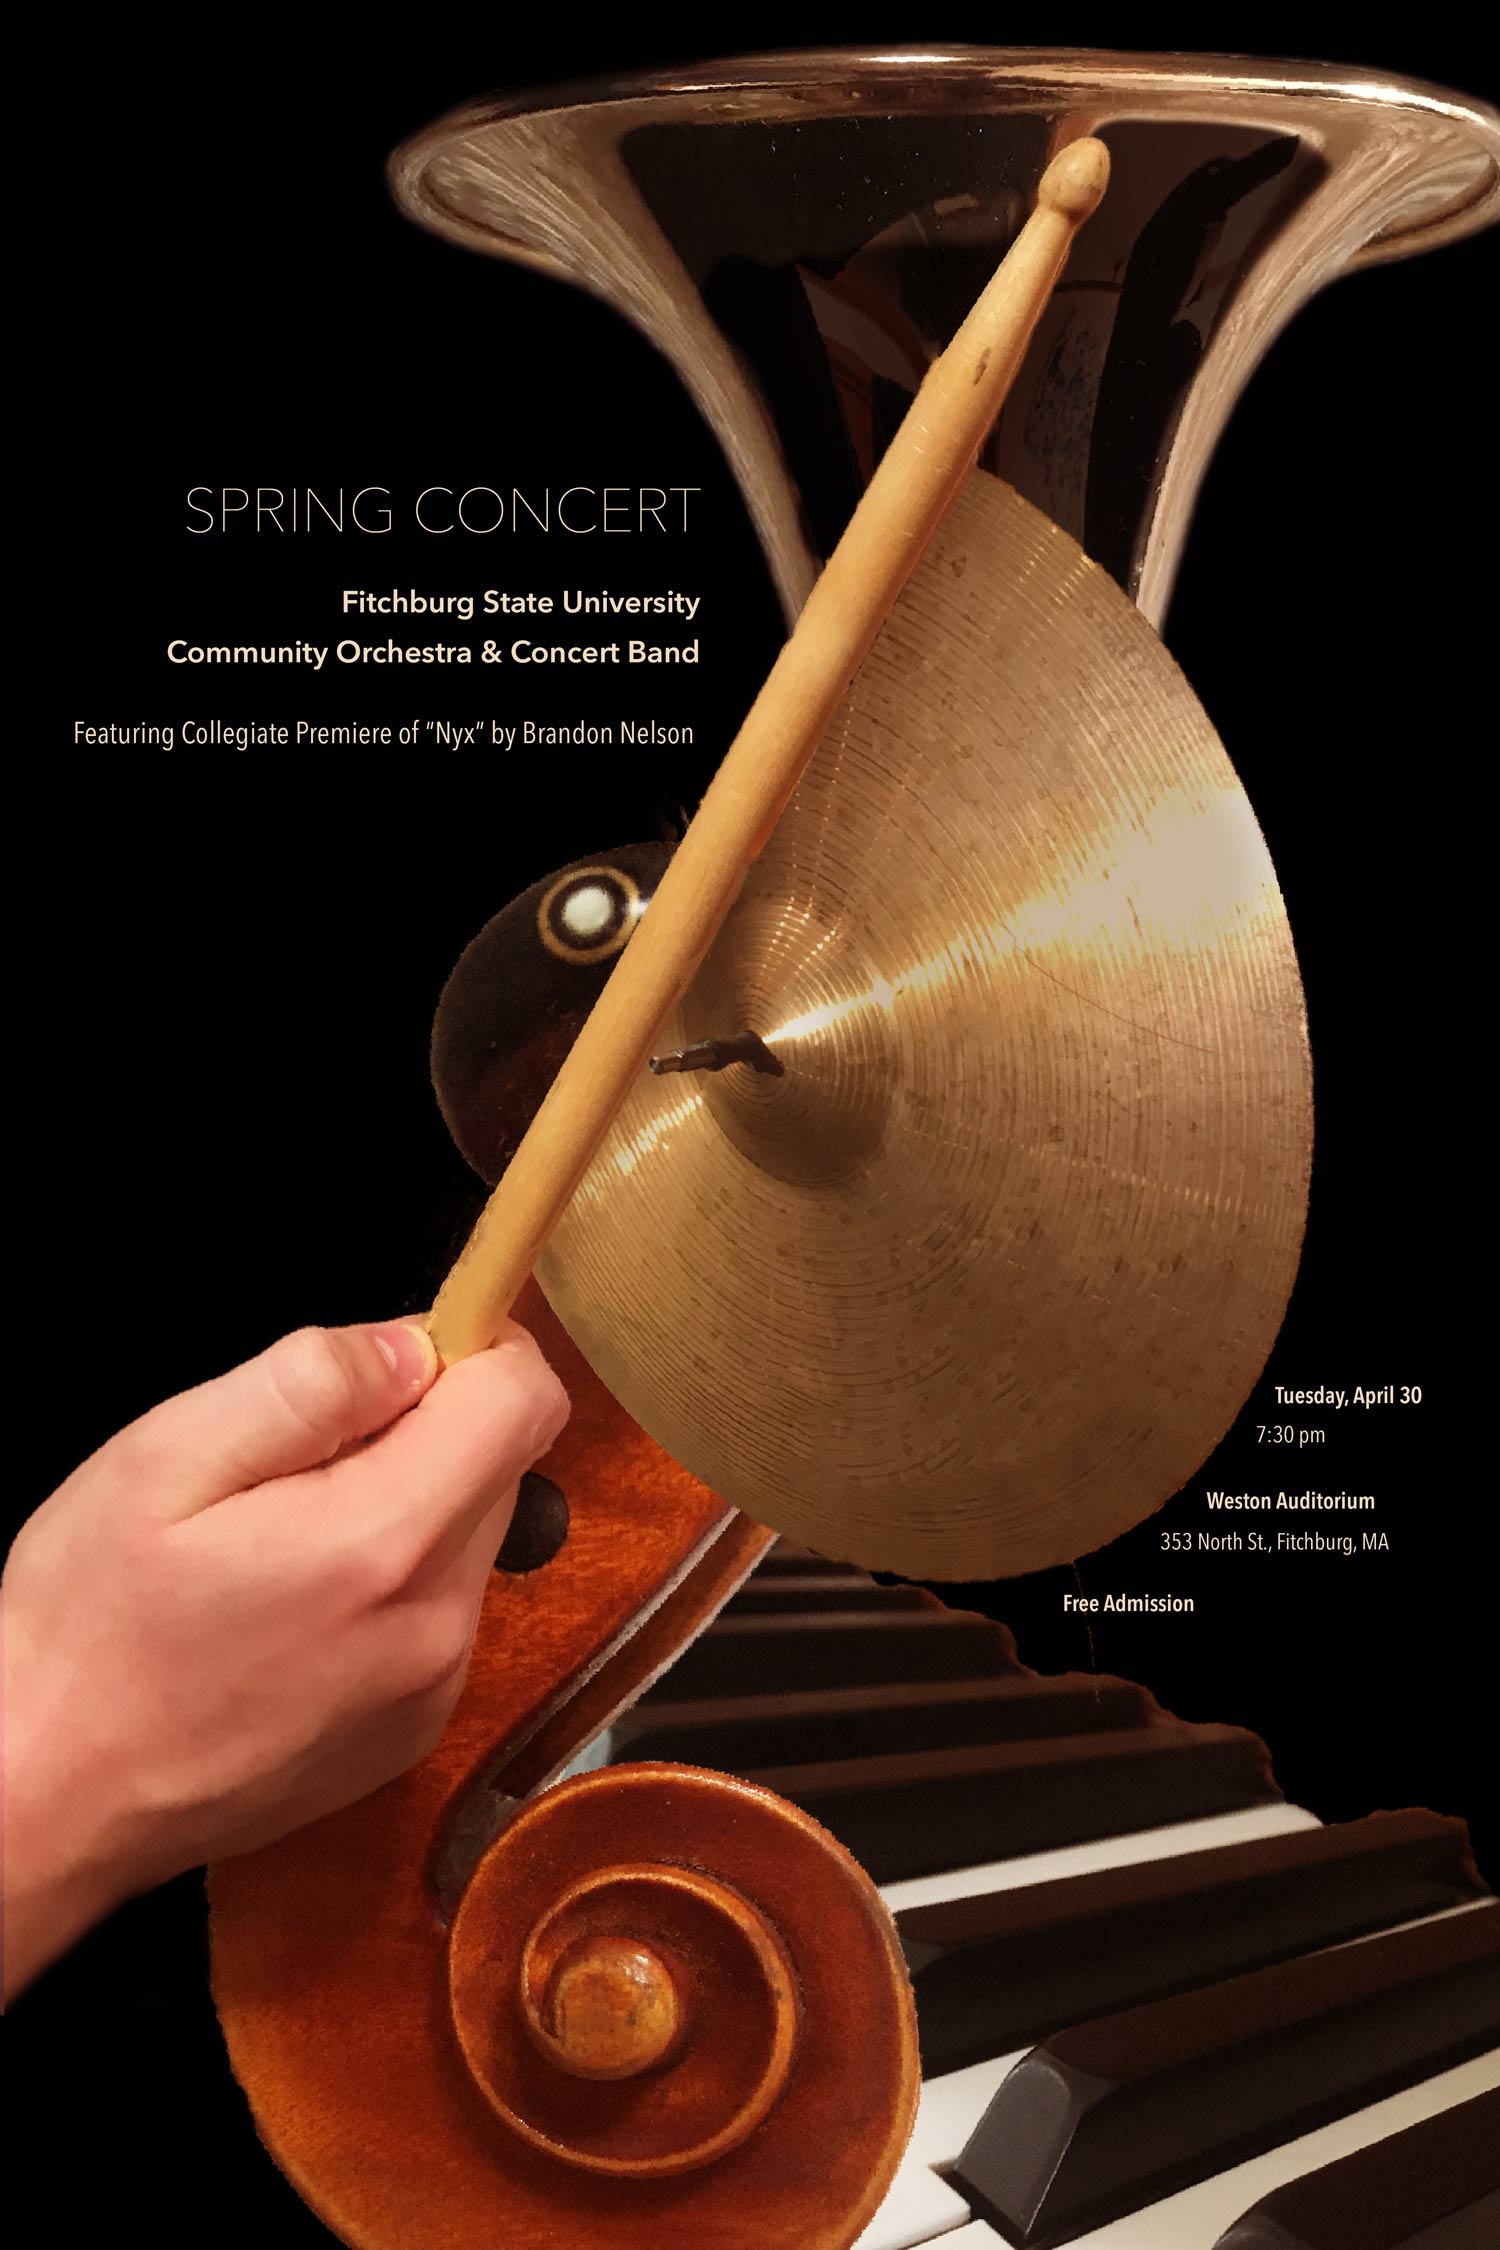 SPRING CONCERT
Fitchburg State University
Community Orchestra & Concert Band
Featuring Collegiate Premiere of “Nyx” by Brandon Nelson
Tuesday, April 30
7:30 pm
Weston Auditorium
353 North St., Fitchburg, MA
Free Admission